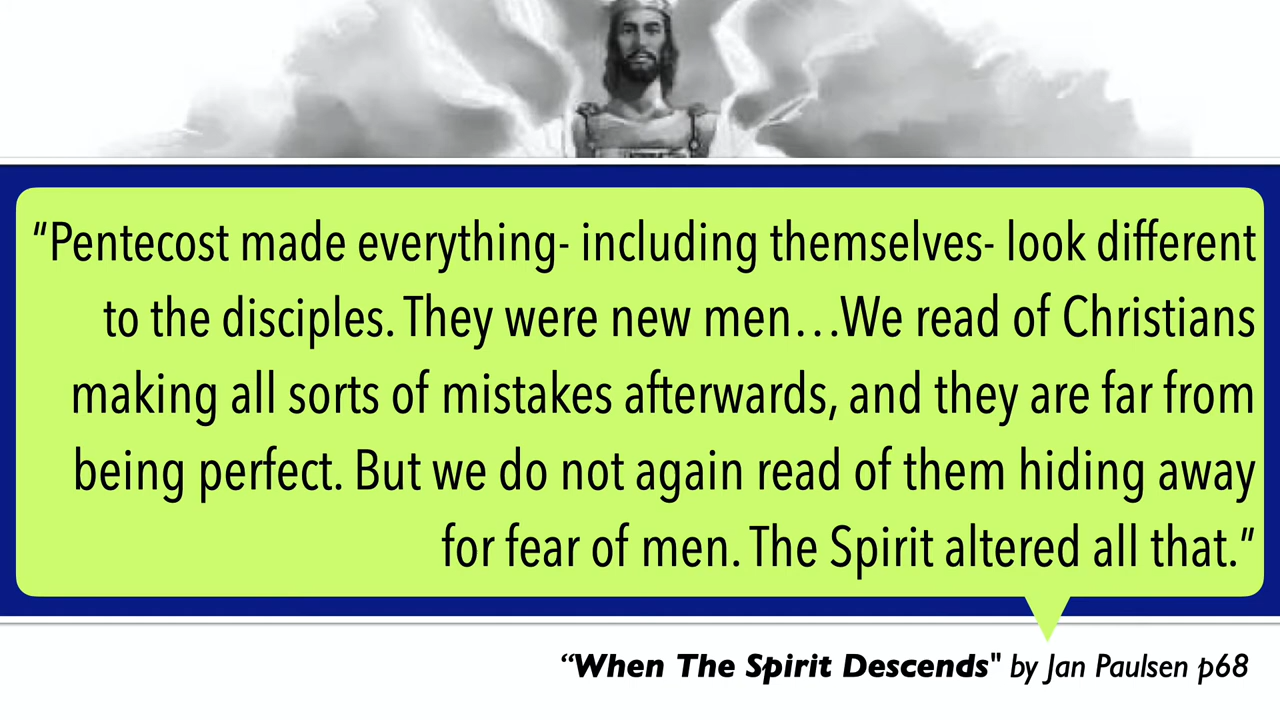 “Pentecost made everything- including themselves- look different
to the disciples. They were new men…We read of Christians
making all sorts of mistakes afterwards, and they are far from
being perfect. But we do not again read of them hiding away
for fear of men. The Spirit altered all that.”
“When The Spirit Descends" by Jan Paulsen p68